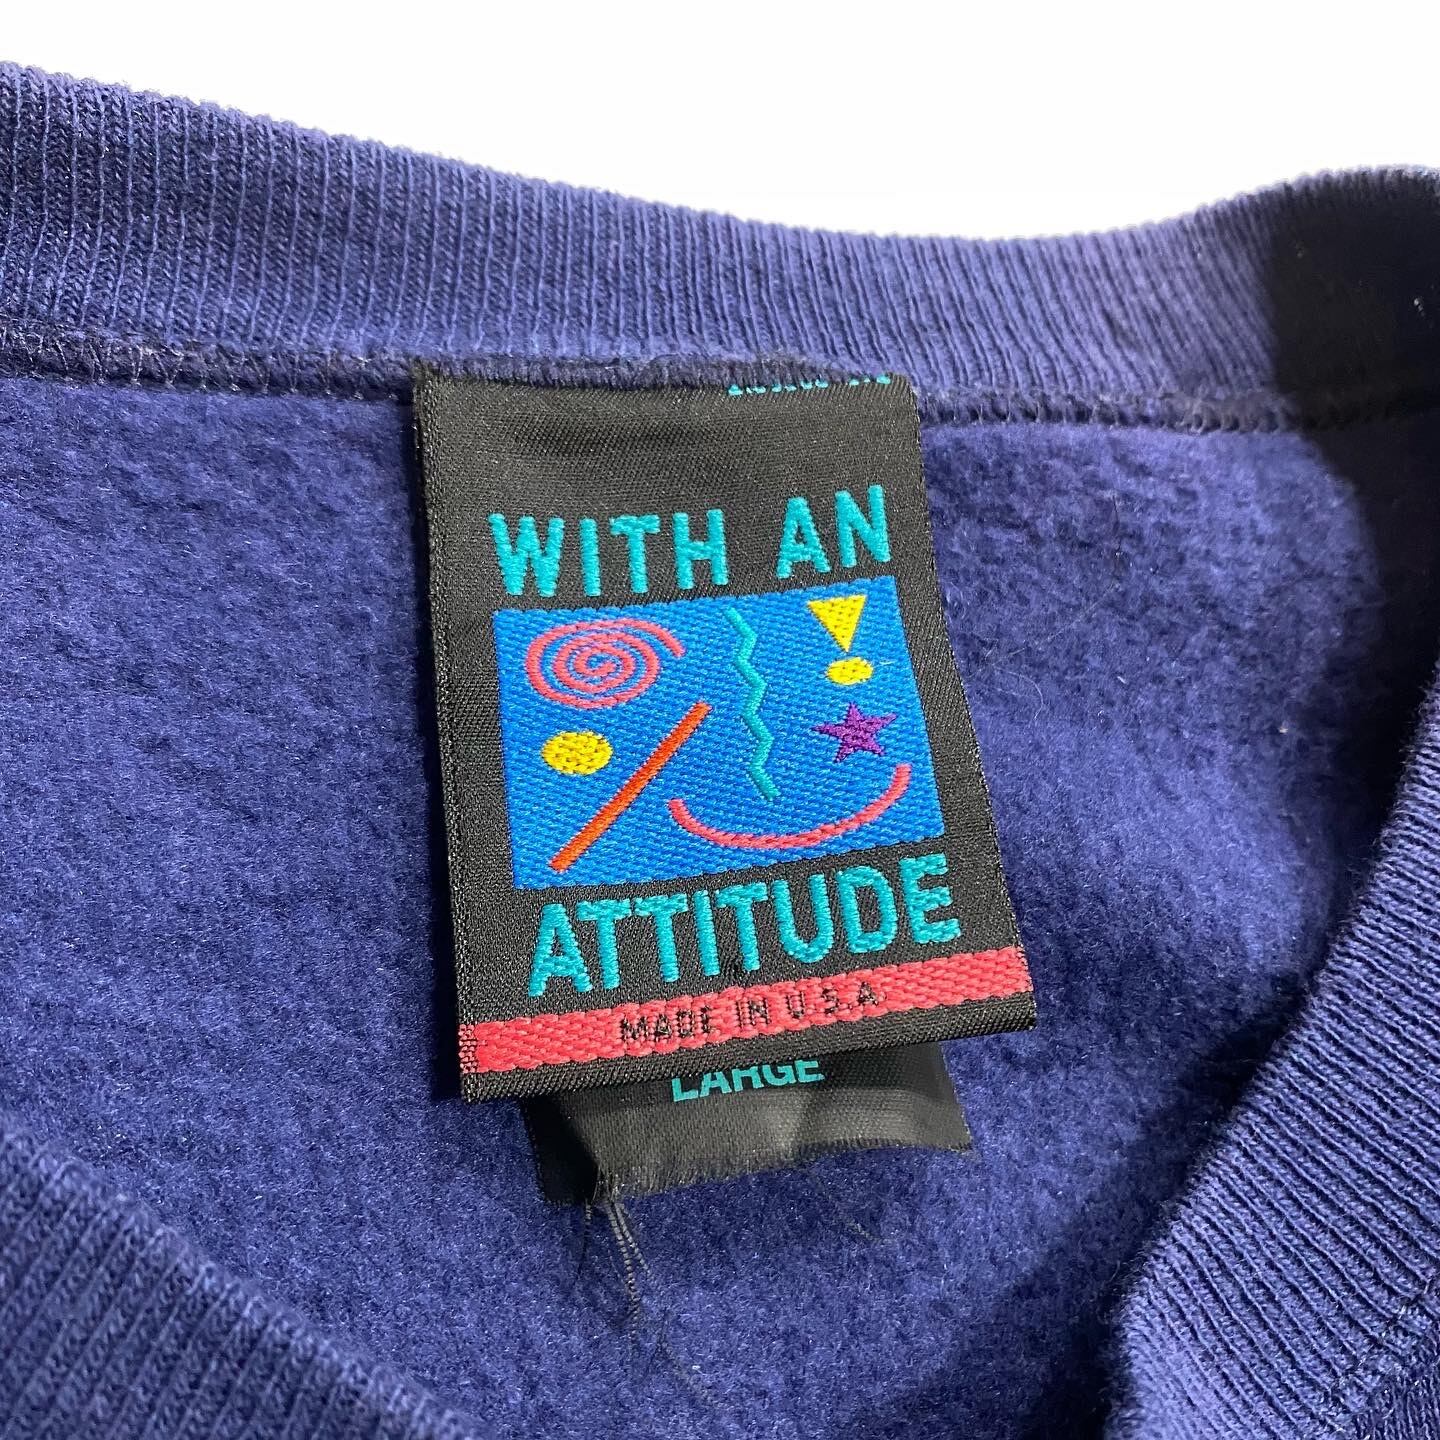 WITH AN
ATTITUDE
MADE IN U.S.A.
LARGE